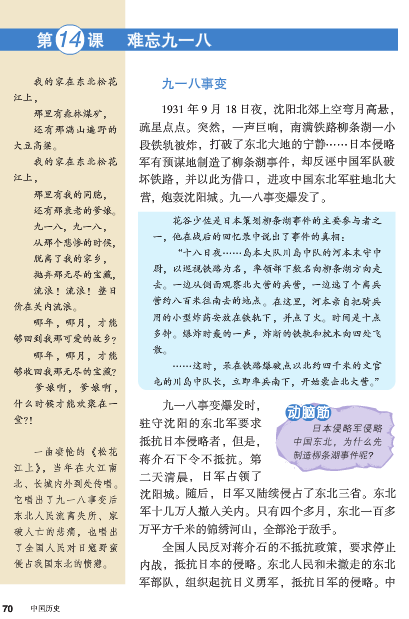 第14课 难忘九一八
我的家在东北松花
江上，
那里有森林煤矿，
还有那满山遍野的
大豆高粱。
我的家在东北松花
江上，
那里有我的同胞，
还有那衰老的爹娘。
九一八，九一八，
从那个悲惨的时候，
脱离了我的家乡，
抛弃那无尽的宝藏，
流浪！流浪！整日
价在关内流浪。
哪年，哪月，才能
够回到我那可爱的故乡？
哪年，哪月，才能
够收回我那无尽的宝藏？
爹娘啊，爹娘啊，
什么时候才能欢聚在一
堂？！
一曲凄怆的《松花
江上》，当年在大江南
北、长城内外到处传唱。
它唱出了九一八事变后
东北人民流离失所、家
破人亡的悲痛，也唱出
了全国人民对日寇野蛮
侵占我国东北的愤懑。
九一八事变
1931年9月18日夜，沈阳北郊上空弯月高悬，
疏星点点。突然，一声巨响，南满铁路柳条湖一小
段铁轨被炸，打破了东北大地的宁静……日本侵略
军有预谋地制造了柳条湖事件，却反诬中国军队破
坏铁路，并以此为借口，进攻中国东北军驻地北大
营，炮轰沈阳城。九一八事变爆发了。
花谷少佐是日本策划柳条湖事件的主要参与者之
一，他在战后的回忆录中说出了事件的真相：
“十八日夜……岛本大队川岛中队的河本末守中
尉，以巡视铁路为名，率领部下数名向柳条湖方向走
去。一边从侧面观察北大营的兵营，一边选了个离兵
营约八百米往南去的地点。在这里，河本亲自把骑兵
用的小型炸药安放在铁轨下，并点了火。时间是十点
多钟。爆炸时轰的一声，炸断的铁轨和枕木向四处飞
散。
……这时，呆在铁路爆破点以北约四千米的文官
屯的川岛中队长，立即率兵南下，开始袭击北大营。”
九一八事变爆发时，
驻守沈阳的东北军要求
抵抗日本侵略者，但是，
蒋介石下令不抵抗。第
二天清晨，日军占领了
沈阳城。随后，日军又陆续侵占了东北三省。东北
军十几万人撤入关内。只有四个多月，东北一百多
万平方千米的锦绣河山，全部沦于敌手。
全国人民反对蒋介石的不抵抗政策，要求停止
内战，抵抗日本的侵略。东北人民和未撤走的东北
军部队，组织起抗日义勇军，抵抗日军的侵略。中
动脑筋
日本侵略军侵略
中国东北，为什么先
制造柳条湖事件呢？
70 中国历史